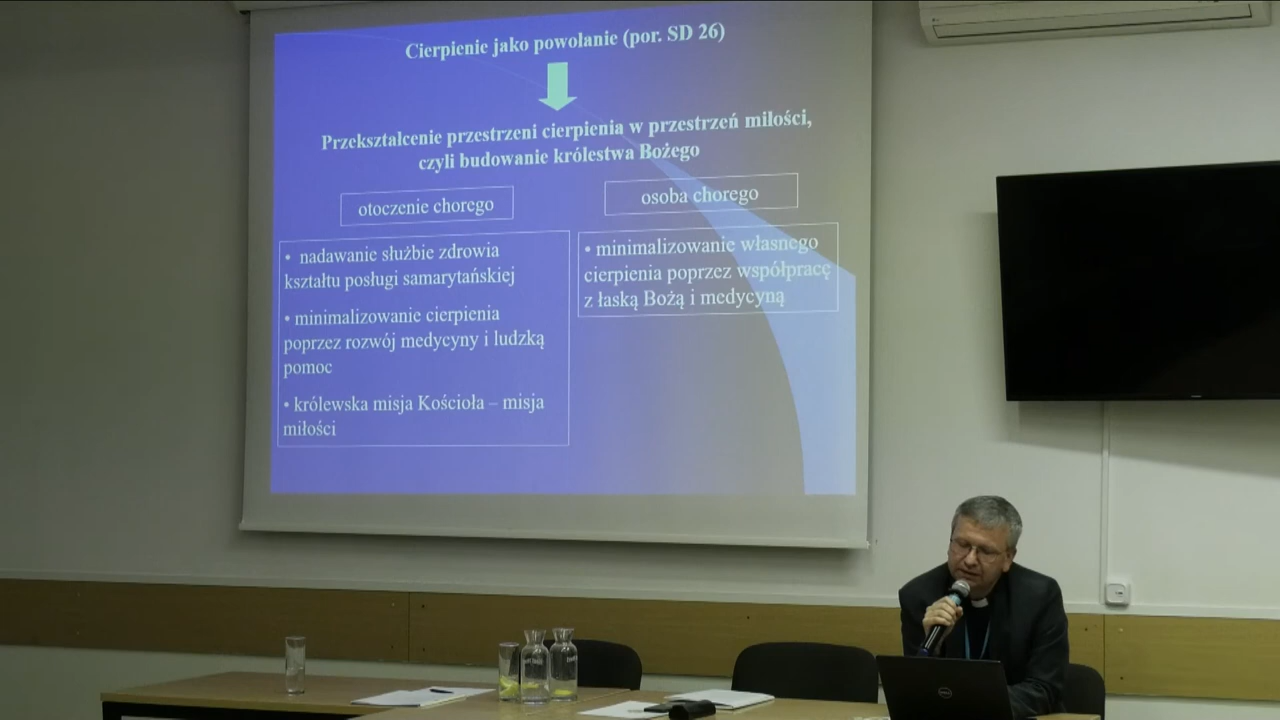 Cierpienie jako powołanie (por. SD 26)
Przekształcenie przestrzeni cierpienia w przestrzeń miłości,
czyli budowanie królestwa Bożego
otoczenie chorego
• nadawanie służbie zdrowia
kształtu posługi samarytańskiej
• minimalizowanie cierpienia
poprzez rozwój medycyny i ludzką
pomoc
• królewska misja Kościoła – misja
miłości
osoba chorego
• minimalizowanie własnego
cierpienia poprzez współpracę
z łaską Bożą i medycyną
DELL